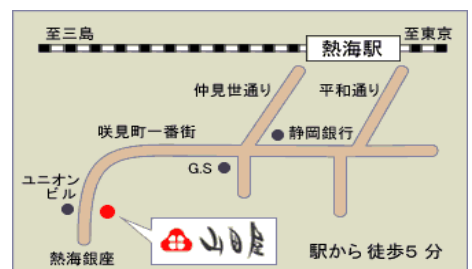 至三島
至東京
熱海駅
仲見世通り
平和通り
咲見町一番街
静岡銀行
G.S
ユニオン
ビル
山田屋
駅から 徒歩5 分
熱海銀座